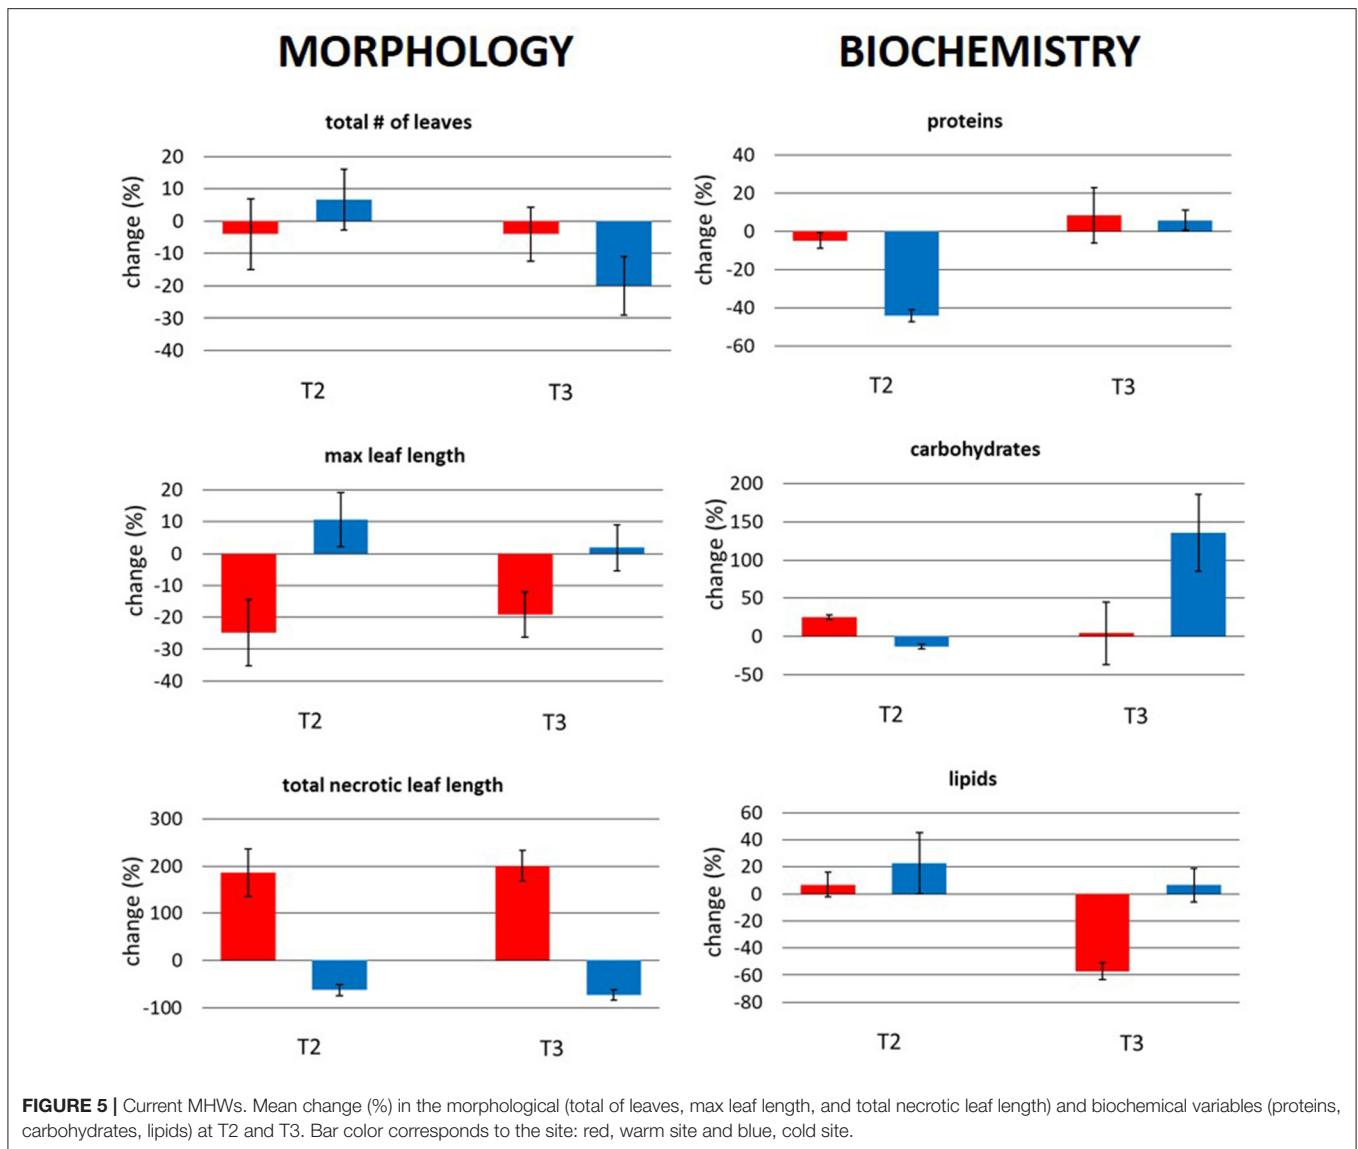 MORPHOLOGY
BIOCHEMISTRY
total # of leaves
change (%)
20
10
0
-10
-20
-30
-40
T2
T3
proteins
change (%)
40
20
0
-20
-40
-60
T2
T3
max leaf length
change (%)
20
10
0
-10
-20
-30
-40
T2
T3
carbohydrates
change (%)
200
150
100
50
0
-50
T2
T3
total necrotic leaf length
change (%)
300
200
100
0
-100
T2
T3
lipids
change (%)
60
40
20
0
-20
-40
-60
-80
T2
T3
FIGURE 5 | Current MHWs. Mean change (%) in the morphological (total of leaves, max leaf length, and total necrotic leaf length) and biochemical variables (proteins,
carbohydrates, lipids) at T2 and T3. Bar color corresponds to the site: red, warm site and blue, cold site.